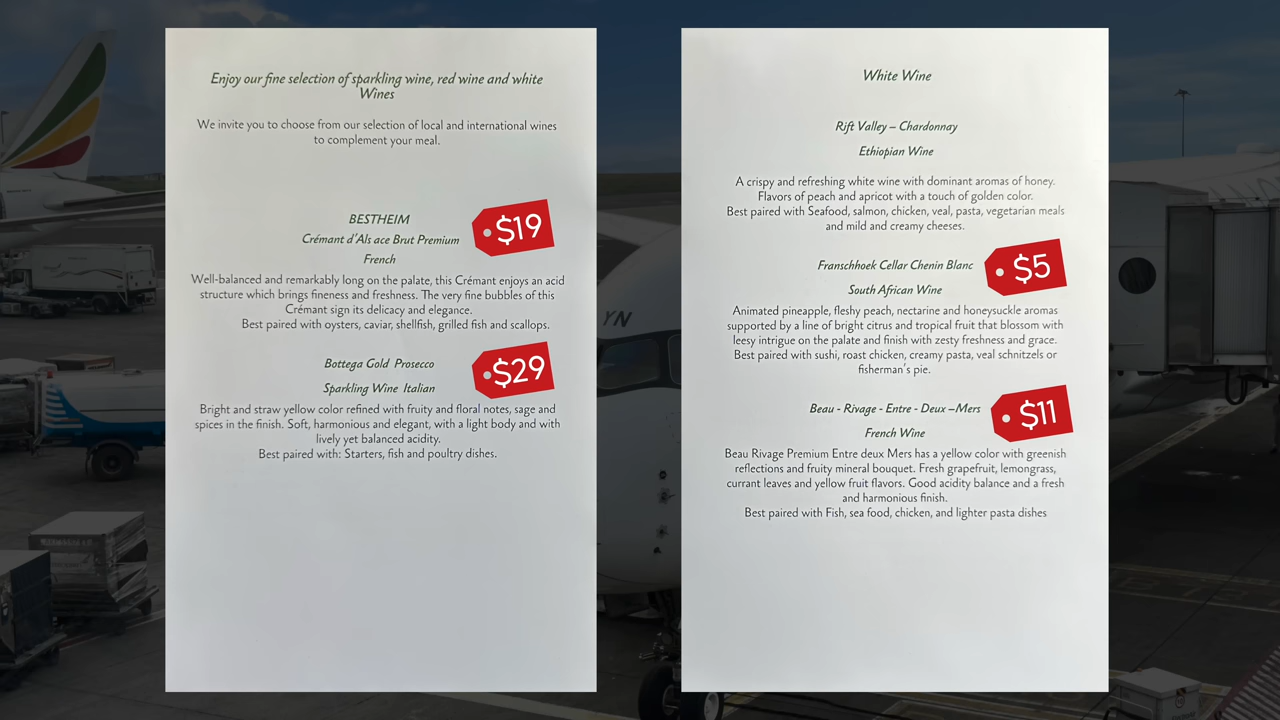 Enjoy our fine selection of sparkling wine, red wine and white
Wines
We invite you to choose from our selection of local and international wines
to complement your meal.
BESTHEIM
$19
Crémant d'Als ace Brut Premium
French
Well-balanced and remarkably long on the palate, this Crémant enjoys an acid
structure which brings fineness and freshness. The very fine bubbles of this
Crémant sign its delicacy and elegance.
Best paired with oysters, caviar, shellfish, grilled fish and scallops.
Bottega Gold Prosecco
$29
Sparkling Wine Italian
Bright and straw yellow color refined with fruity and floral notes, sage and
spices in the finish. Soft, harmonious and elegant, with a light body and with
lively yet balanced acidity.
Best paired with: Starters, fish and poultry dishes.
YN
White Wine
Rift Valley – Chardonnay
Ethiopian Wine
A crispy and refreshing white wine with dominant aromas of honey.
Flavors of peach and apricot with a touch of golden color.
Best paired with Seafood, salmon, chicken, veal, pasta, vegetarian meals
and mild and creamy cheeses.
Franschhoek Cellar Chenin Blanc
$5
South African Wine
Animated pineapple, fleshy peach, nectarine and honeysuckle aromas
supported by a line of bright citrus and tropical fruit that blossom with
leesy intrigue on the palate and finish with zesty freshness and grace.
Best paired with sushi, roast chicken, creamy pasta, veal schnitzels or
fisherman's pie.
Beau - Rivage - Entre - Deux –Mers
$11
French Wine
Beau Rivage Premium Entre deux Mers has a yellow color with greenish
reflections and fruity mineral bouquet. Fresh grapefruit, lemongrass,
currant leaves and yellow fruit flavors. Good acidity balance and a fresh
and harmonious finish.
Best paired with Fish, sea food, chicken, and lighter pasta dishes